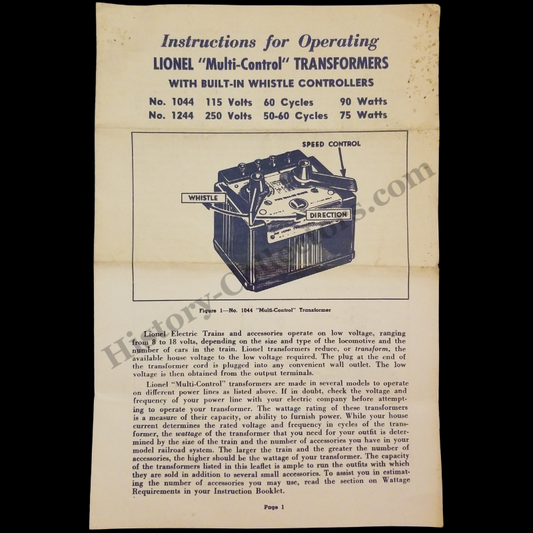 Instructions for Operating
LIONEL "Multi-Control" TRANSFORMERS
WITH BUILT-IN WHISTLE CONTROLLERS
No. 1044 115 Volts 60 Cycles 90 Watts
No. 1244 250 Volts 50-60 Cycles 75 Watts
SPEED CONTROL
WHISTLE
L
DIRECTION
Figure 1—No. 1044 "Multi-Control" Transformer
History-Collectors.com
Lionel Electric Trains and accessories operate on low voltage, ranging
from 8 to 18 volts, depending on the size and type of the locomotive and the
number of cars in the train. Lionel transformers reduce, or transform, the
available house voltage to the low voltage required. The plug at the end of
the transformer cord is plugged into any convenient wall outlet. The low
voltage is then obtained from the output terminals.
Lionel "Multi-Control" transformers are made in several models to operate
on different power lines as listed above. If in doubt, check the voltage and
frequency of your power line with your electric company before attempt-
ing to operate your transformer. The wattage rating of these transformers
is a measure of their capacity, or ability to furnish power. While your house
current determines the rated voltage and frequency in cycles of the trans-
former, the wattage of the transformer that you need for your outfit is deter-
mined by the size of the train and the number of accessories you have in your
model railroad system. The larger the train and the greater the number of
accessories, the higher should be the wattage of your transformer. The capacity
of the transformers listed in this leaflet is ample to run the outfits with which
they are sold in addition to several small accessories. To assist you in estimat-
ing the number of accessories you may use, read the section on Wattage
Requirements in your Instruction Booklet.
Page 1